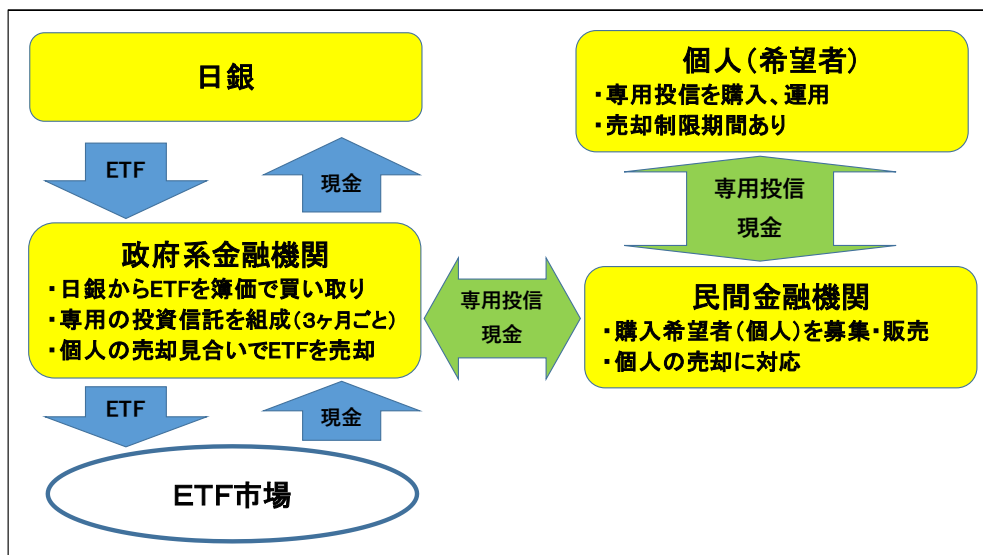 日銀
ETF
現金
政府系金融機関
・日銀からETFを簿価で買い取り
・専用の投資信託を組成(3ヶ月ごと)
・個人の売却見合いでETFを売却
ETF
現金
ETF市場
専用投信
現金
個人(希望者)
・専用投信を購入、運用
・売却制限期間あり
専用投信
現金
民間金融機関
・購入希望者(個人)を募集・販売
・個人の売却に対応